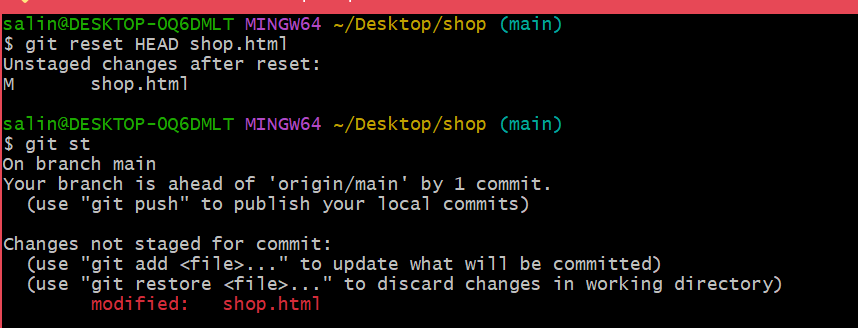 salin@DESKTOP-OQ6DMLT MINGW64 ~/Desktop/shop (main)
$ git reset HEAD shop.html
Unstaged changes after reset:
M       shop.html
salin@DESKTOP-OQ6DMLT MINGW64 ~/Desktop/shop (main)
$ git st
On branch main
Your branch is ahead of 'origin/main' by 1 commit.
  (use "git push" to publish your local commits)
Changes not staged for commit:
  (use "git add <file>..." to update what will be committed)
  (use "git restore <file>..." to discard changes in working directory)
        modified:   shop.html